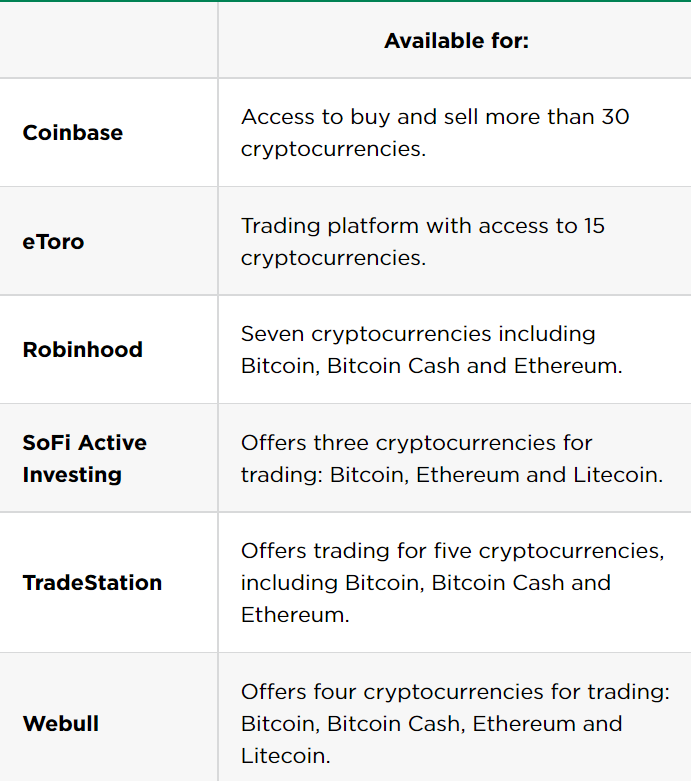 Available for:
Coinbase
Access to buy and sell more than 30
cryptocurrencies.
eToro
Trading platform with access to 15
cryptocurrencies.
Robinhood
Seven cryptocurrencies including
Bitcoin, Bitcoin Cash and Ethereum.
SoFi Active
Investing
Offers three cryptocurrencies for
trading: Bitcoin, Ethereum and Litecoin.
TradeStation
Offers trading for five cryptocurrencies,
including Bitcoin, Bitcoin Cash and
Ethereum.
Webull
Offers four cryptocurrencies for trading:
Bitcoin, Bitcoin Cash, Ethereum and
Litecoin.